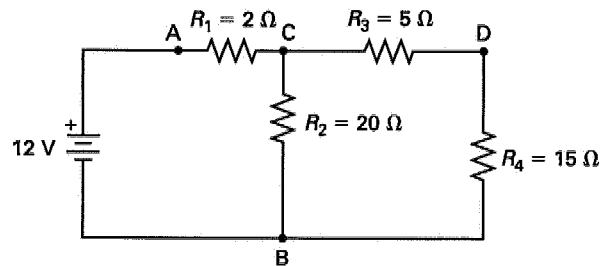 R₁ = 2 Ω
R₃ = 5 Ω
A
C
D
R₂ = 20 Ω
+
12 V
R₄ = 15 Ω
B